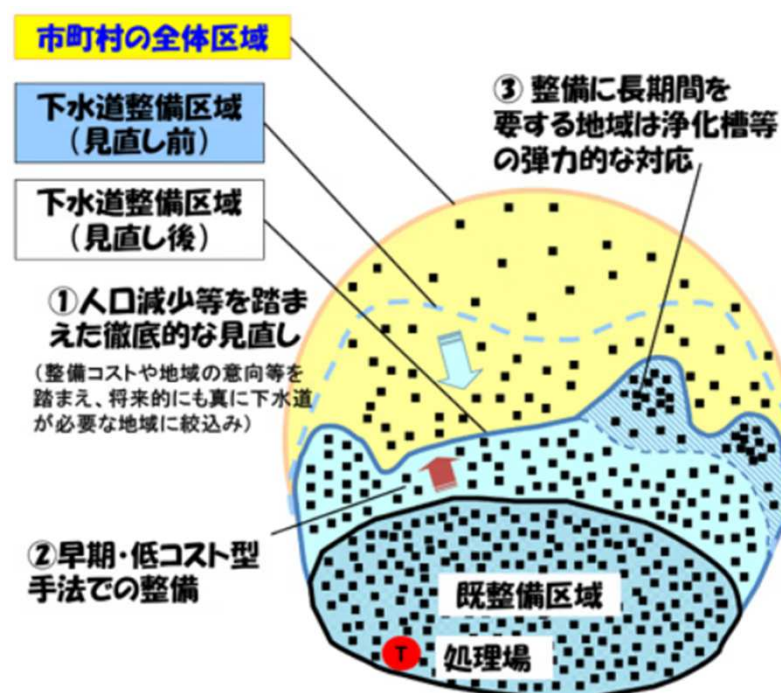 市町村の全体区域
下水道整備区域
(見直し前)
下水道整備区域
(見直し後)
③ 整備に長期間を
要する地域は浄化槽等
の弾力的な対応
①人口減少等を踏ま
えた徹底的な見直し
(整備コストや地域の意向等を
踏まえ、将来的にも真に下水道
が必要な地域に絞込み)
②早期・低コスト型
手法での整備
既整備区域
T 処理場